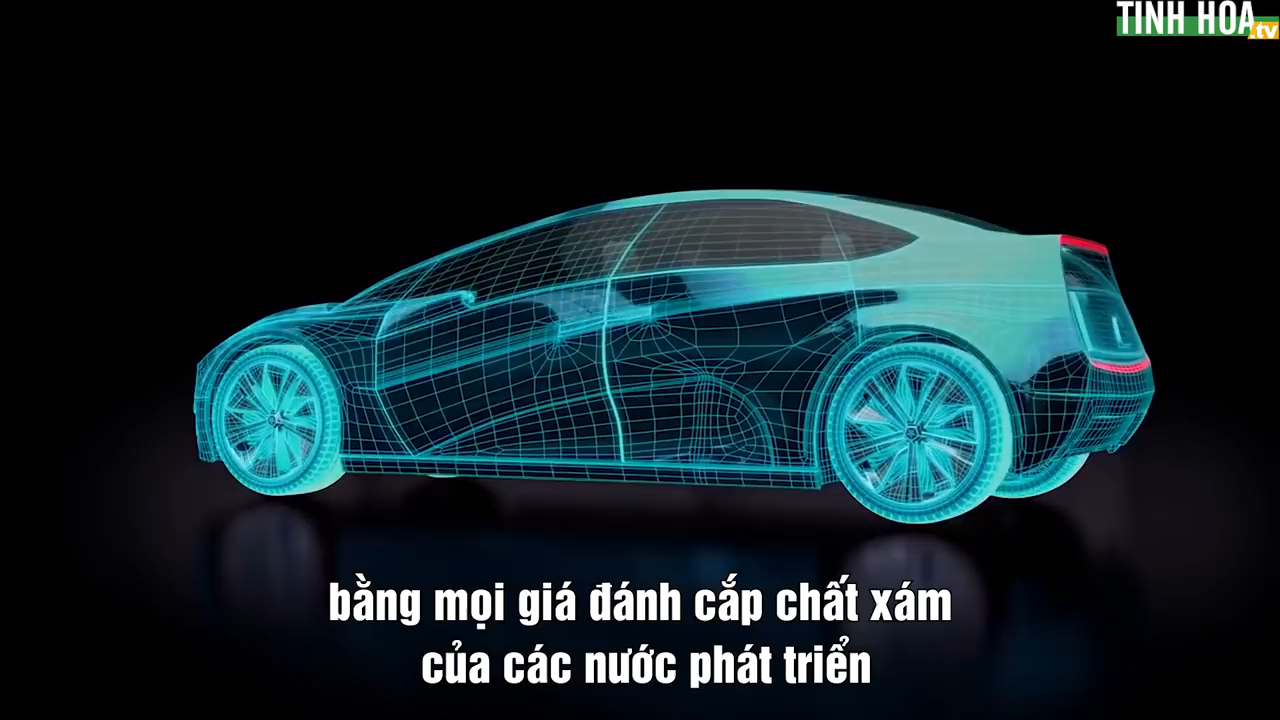 TINH HOA
.tv
bằng mọi giá đánh cắp chất xám
của các nước phát triển